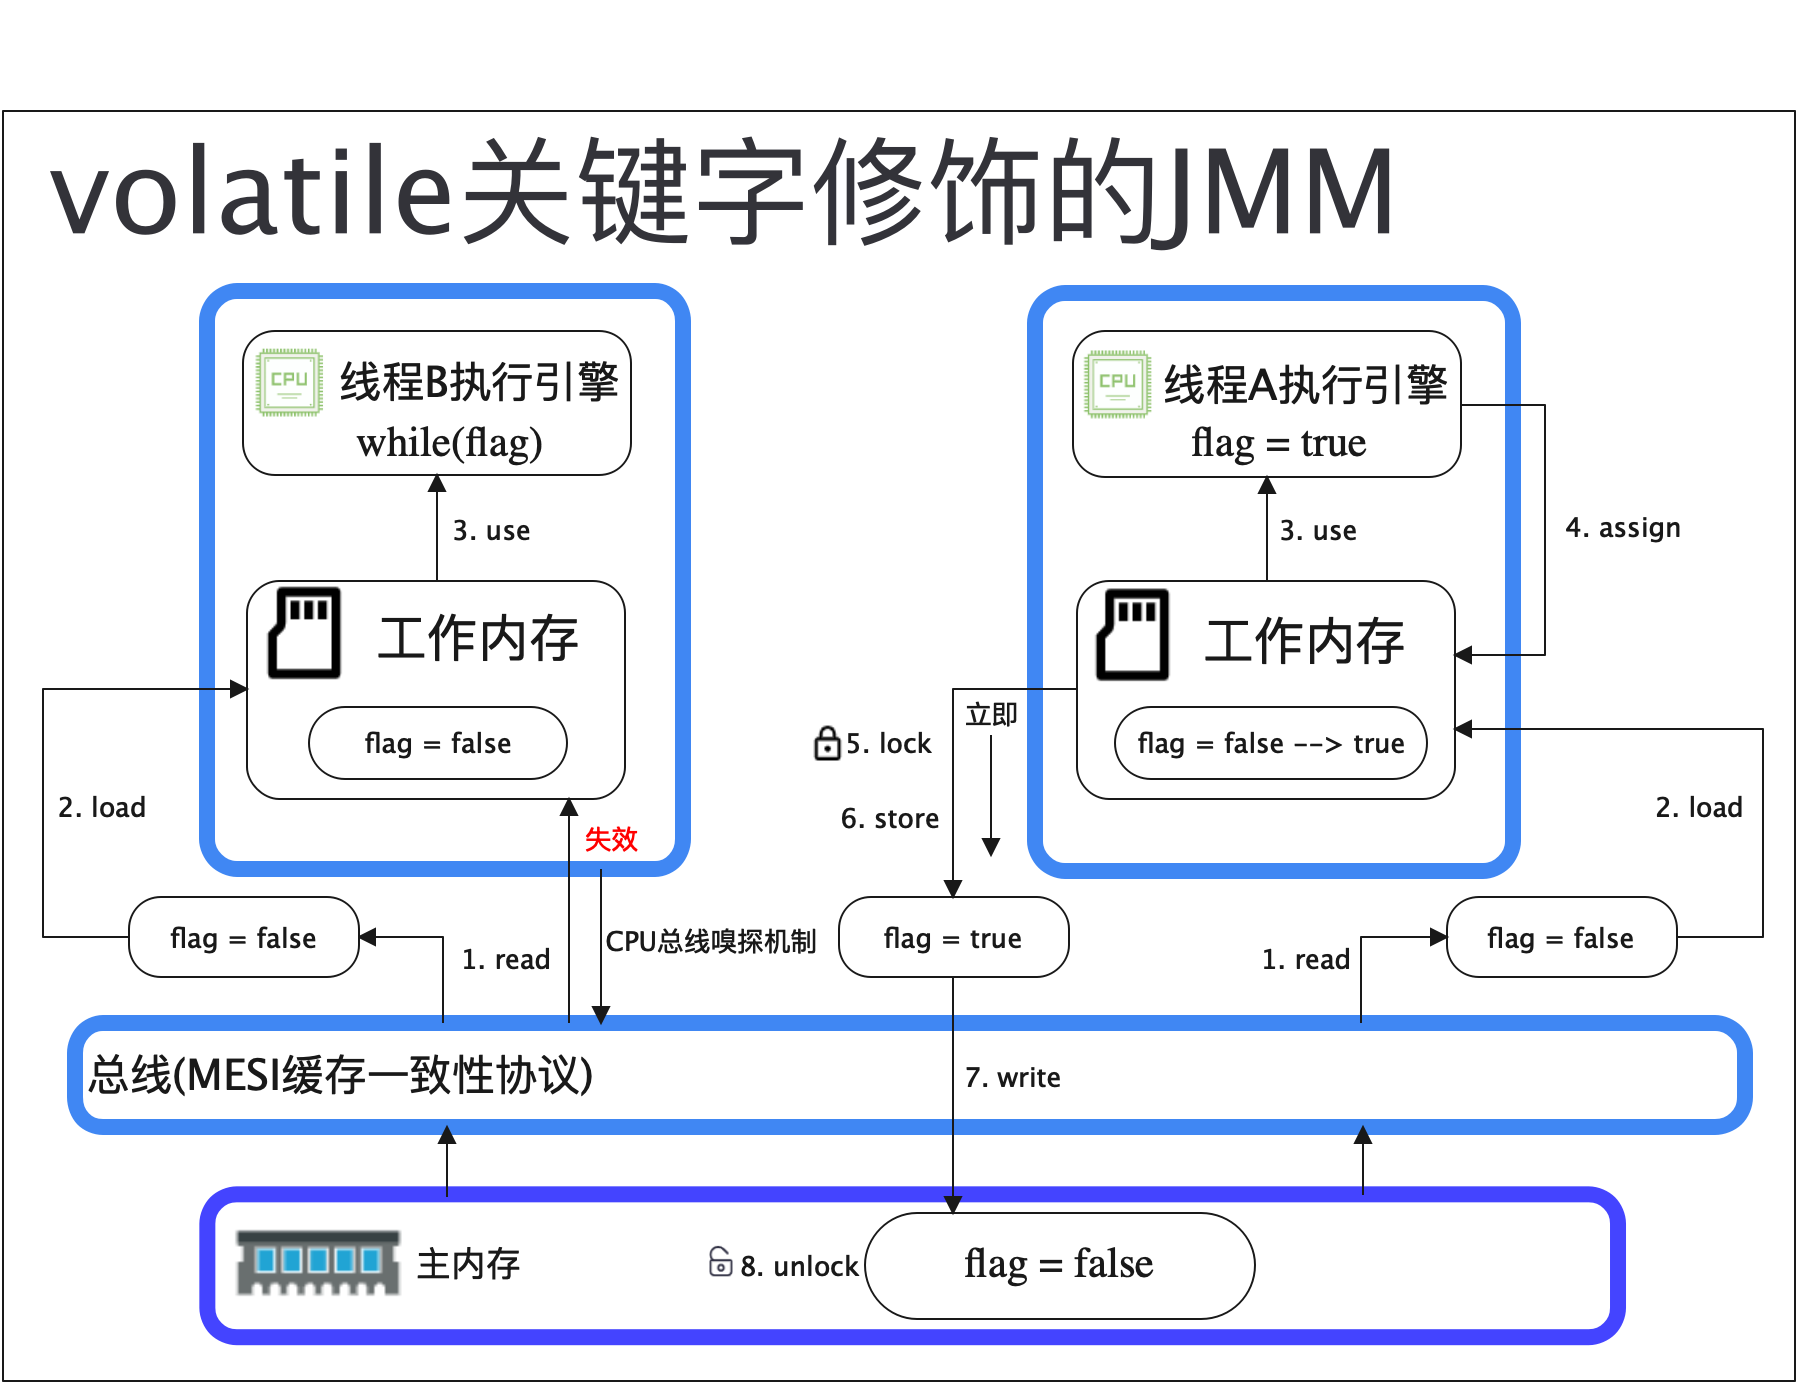 volatile关键字修饰的JMM
CPU
线程B执行引擎
while(flag)
3. use
工作内存
flag = false
2. load
失效
flag = false
1. read
CPU总线嗅探机制
CPU
线程A执行引擎
flag = true
3. use
4. assign
工作内存
flag = false --> true
立即
5. lock
6. store
2. load
flag = true
1. read
flag = false
总线(MESI缓存一致性协议)
7. write
主内存
8. unlock
flag = false